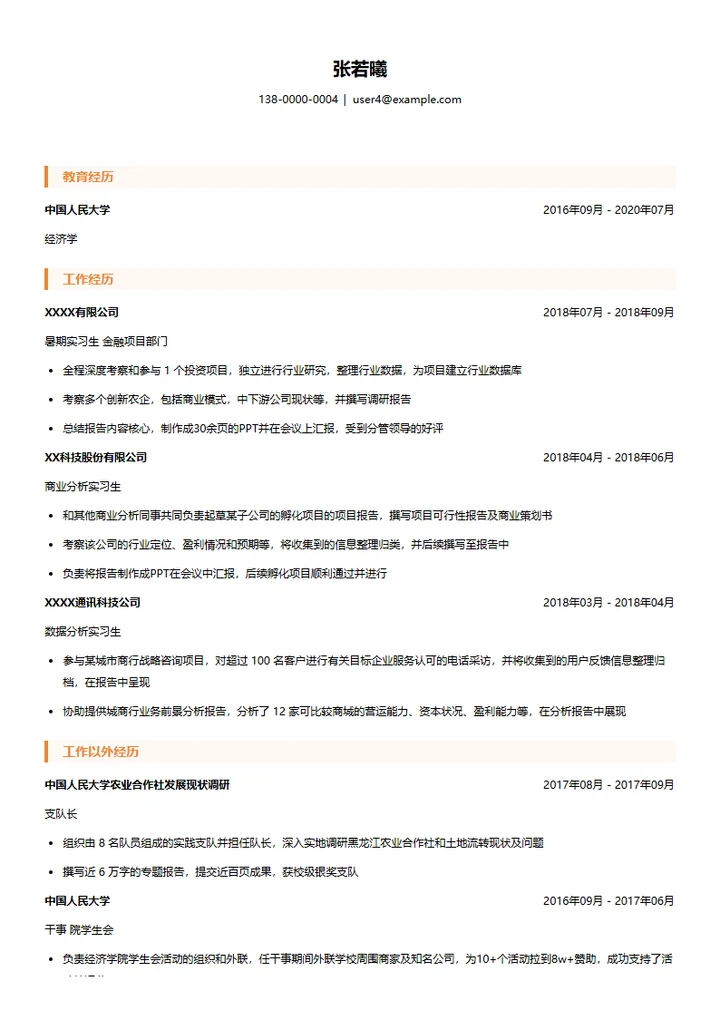 张若曦
138-0000-0004 | user4@example.com
教育经历
中国人民大学 2016年09月 - 2020年07月
经济学
工作经历
XXXX有限公司 2018年07月 - 2018年09月
暑期实习生 金融项目部门
• 全程深度考察和参与 1 个投资项目，独立进行行业研究，整理行业数据，为项目建立行业数据库
• 考察多个创新农企，包括商业模式，中下游公司现状等，并撰写调研报告
• 总结报告内容核心，制作成30余页的PPT并在会议上汇报，受到分管领导的好评
XX科技股份有限公司 2018年04月 - 2018年06月
商业分析实习生
• 和其他商业分析同事共同负责起草某子公司的孵化项目的项目报告，撰写项目可行性报告及商业策划书
• 考察该公司的行业定位、盈利情况和预期等，将收集到的信息整理归类，并后续撰写至报告中
• 负责将报告制作成PPT在会议中汇报，后续孵化项目顺利通过并进行
XXXX通讯科技公司 2018年03月 - 2018年04月
数据分析实习生
• 参与某城市商行战略咨询项目，对超过 100 名客户进行有关目标企业服务认可的电话采访，并将收集到的用户反馈信息整理归
档，在报告中呈现
• 协助提供城商行业务前景分析报告，分析了 12 家可比较商城的营运能力、资本状况、盈利能力等，在分析报告中展现
工作以外经历
中国人民大学农业合作社发展现状调研 2017年08月 - 2017年09月
支队长
• 组织由 8 名队员组成的实践支队并担任队长，深入实地调研黑龙江农业合作社和土地流转现状及问题
• 撰写近 6 万字的专题报告，提交近百页成果，获校级银奖支队
中国人民大学 2016年09月 - 2017年06月
干事 院学生会
• 负责经济学院学生会活动的组织和外联，任干事期间外联学校周围商家及知名公司，为10+个活动拉到8w+赞助，成功支持了活